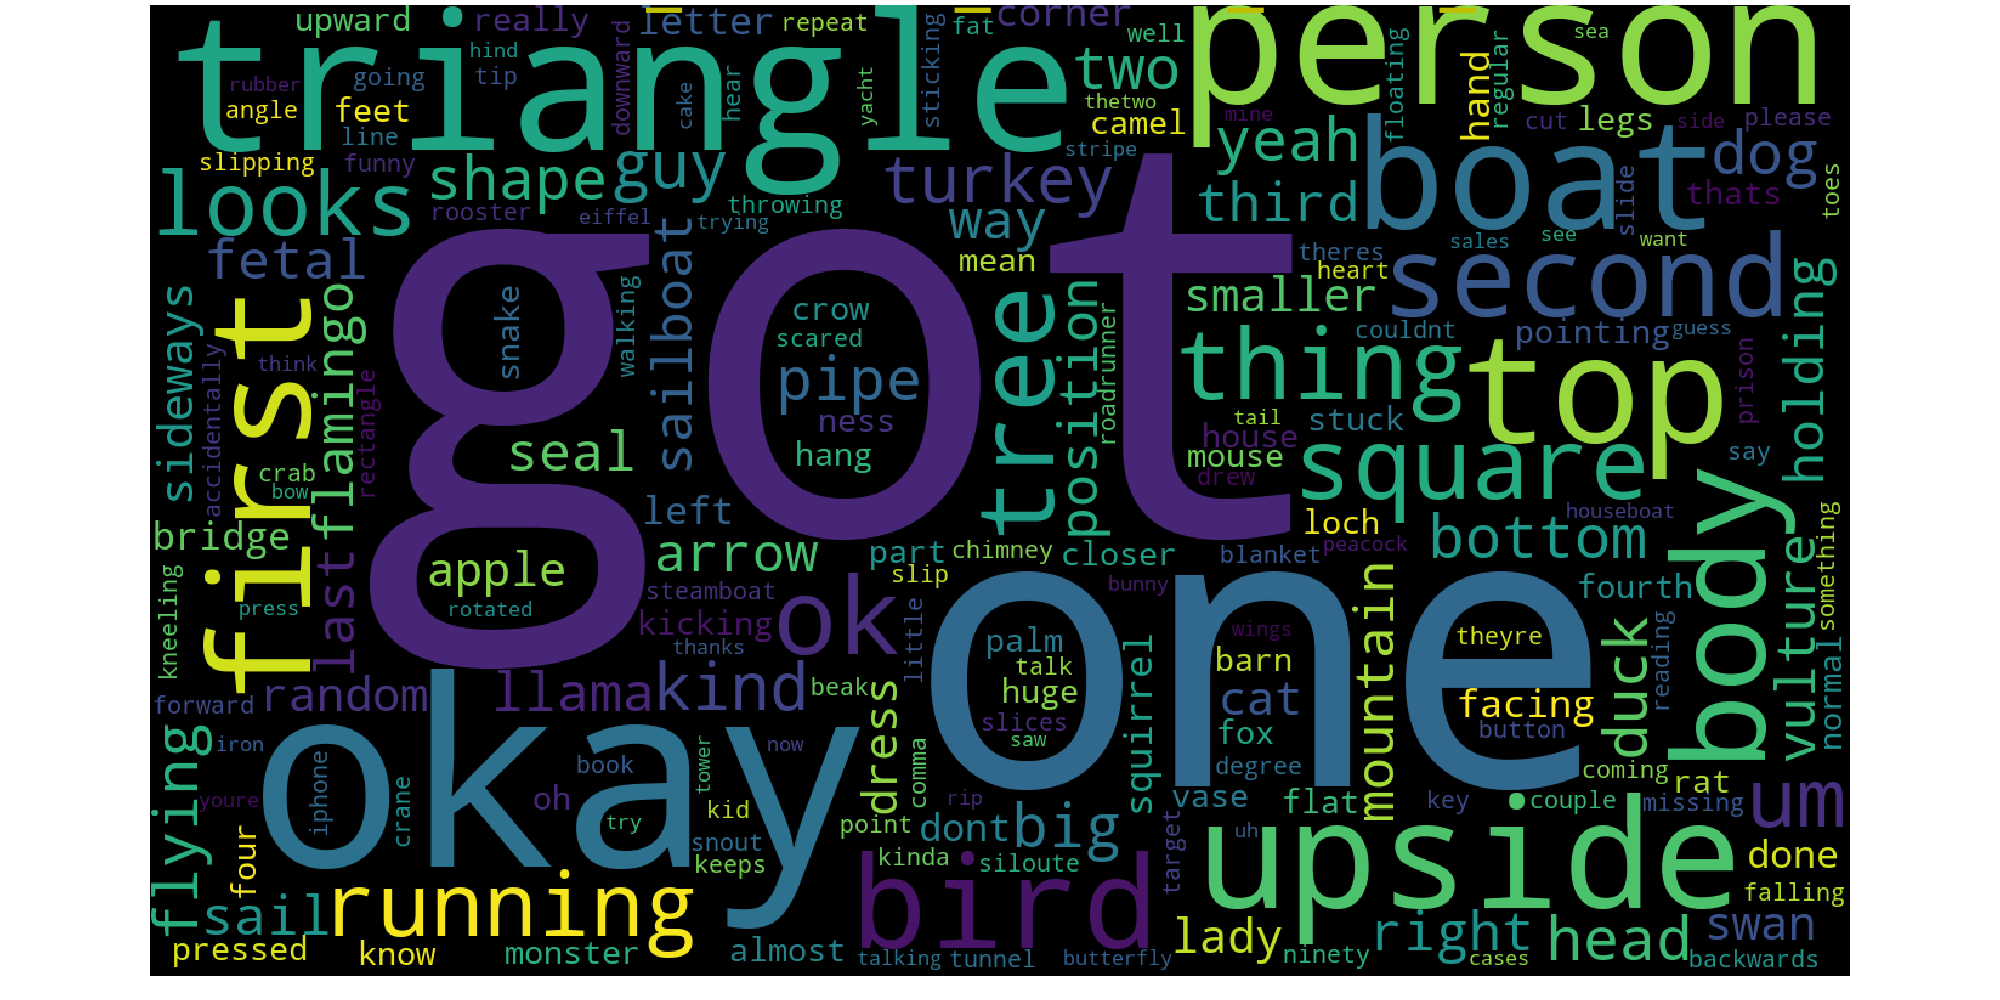 upward
really
letter
repeat
fat
corner
well
sea
person
triangle
hind
going
tip
rubber
angle
feet
line
downward
cake
hear
yacht
sticking
two
thetwo
camel
floating
hand
regular
mine
cut
legs
side
please
slipping
funny
looks
shape
guy
turkey
stripe
yeah
boat
dog
thats
toes
rooster
eiffel
trying
throwing
way
third
slide
fetal
sailboat
got
mean
theres
heart
sales
see
want
second
sideways
first
flamingo
snake
walking
crow
scared
pipe
ness
hang
tree
position
roadrunner
smaller
couldnt
pointing
guess
holding
accidentally
think
rectangle
crab
bow
seal
thing
tail
stuck
house
mouse
drew
square
top
prison
say
bridge
last
left
arrow
apple
rotated
part
chimney
closer
slip
blanket
loch
peacock
bottom
houseboat
body
something
kneeling
press
steamboat
kicking
thanks
ok
little
bunny
one
palm
talk
huge
slices
saw
squirrel
wings
barn
cat
fox
degree
mountain
theyre
facing
button
fourth
duck
reading
vulture
normal
forward
random
llama
kind
beak
dress
comma
flying
iron
iphone
youre
crane
okay
book
oh
try
tower
kid
snout
keeps
now
rip
point
dont
big
vase
flat
key
couple
coming
rat
missing
um
four
sail
running
kinda
siloute
bird
target
uh
upside
done
falling
pressed
know
monster
almost
talking
tunnel
butterfly
lady
ninety
right
cases
head
swan
backwards